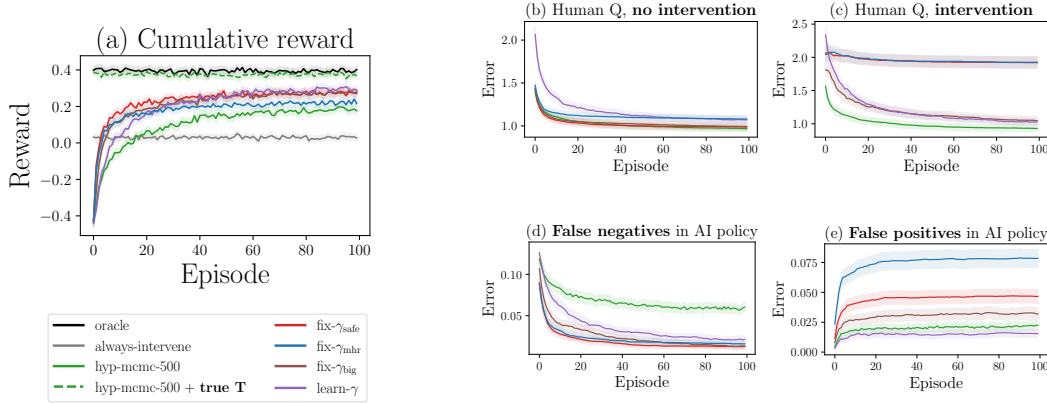 (a) Cumulative reward
Reward
0.4
0.2
0.0
−0.2
−0.4
0
20
40
60
80
100
Episode
oracle
always-intervene
hyp-mcmc-500
hyp-mcmc-500 + true T
fix-γsafe
fix-γmhr
fix-γbig
learn-γ
(b) Human Q, no intervention
Error
2.0
1.5
1.0
0
20
40
60
80
100
Episode
(c) Human Q, intervention
Error
2.5
2.0
1.5
1.0
0
20
40
60
80
100
Episode
(d) False negatives in AI policy
Error
0.10
0.05
0
20
40
60
80
100
Episode
(e) False positives in AI policy
Error
0.075
0.050
0.025
0.000
0
20
40
60
80
100
Episode